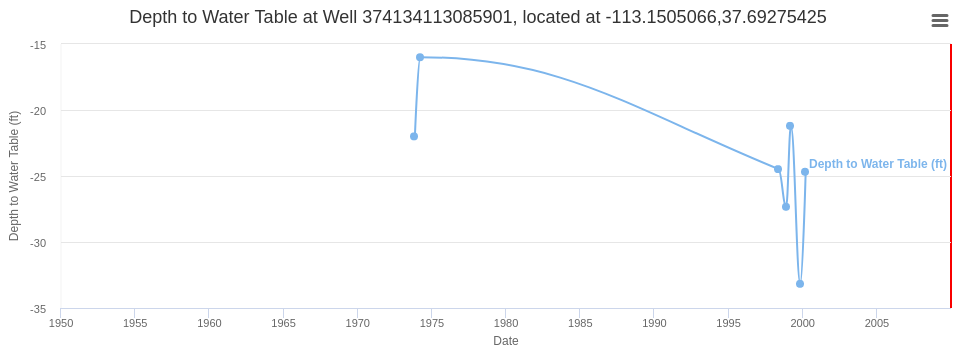 Depth to Water Table at Well 374134113085901, located at -113.1505066,37.69275425
-15
-20
-25
-30
-35
Depth to Water Table (ft)
Depth to Water Table (ft)
1950 1955 1960 1965 1970 1975 1980 1985 1990 1995 2000 2005
Date